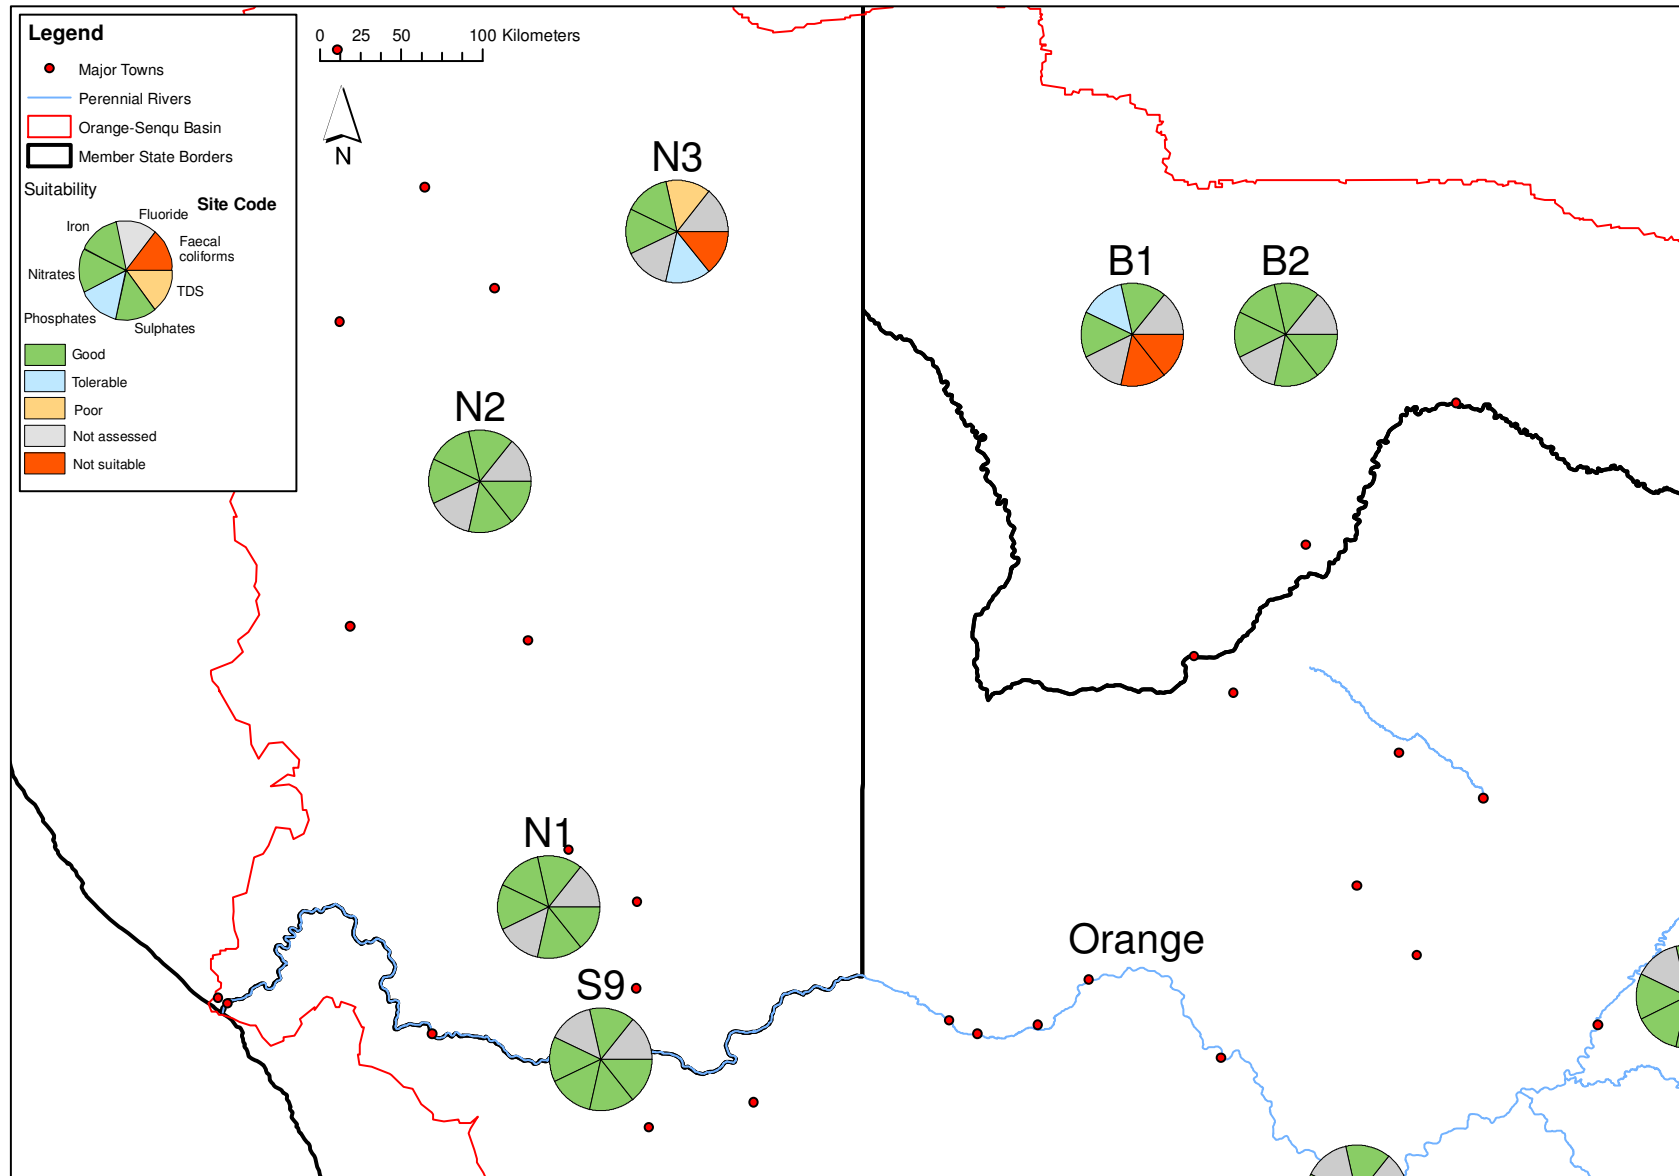 Legend
Major Towns
Perennial Rivers
Orange-Senqu Basin
Member State Borders
Suitability
Site Code
Fluoride
Iron
Faecal
coliforms
Nitrates
TDS
Phosphates
Sulphates
Good
Tolerable
Poor
Not assessed
Not suitable
0 25 50 100 Kilometers
N
N3
B1
B2
N2
N1
Orange
S9